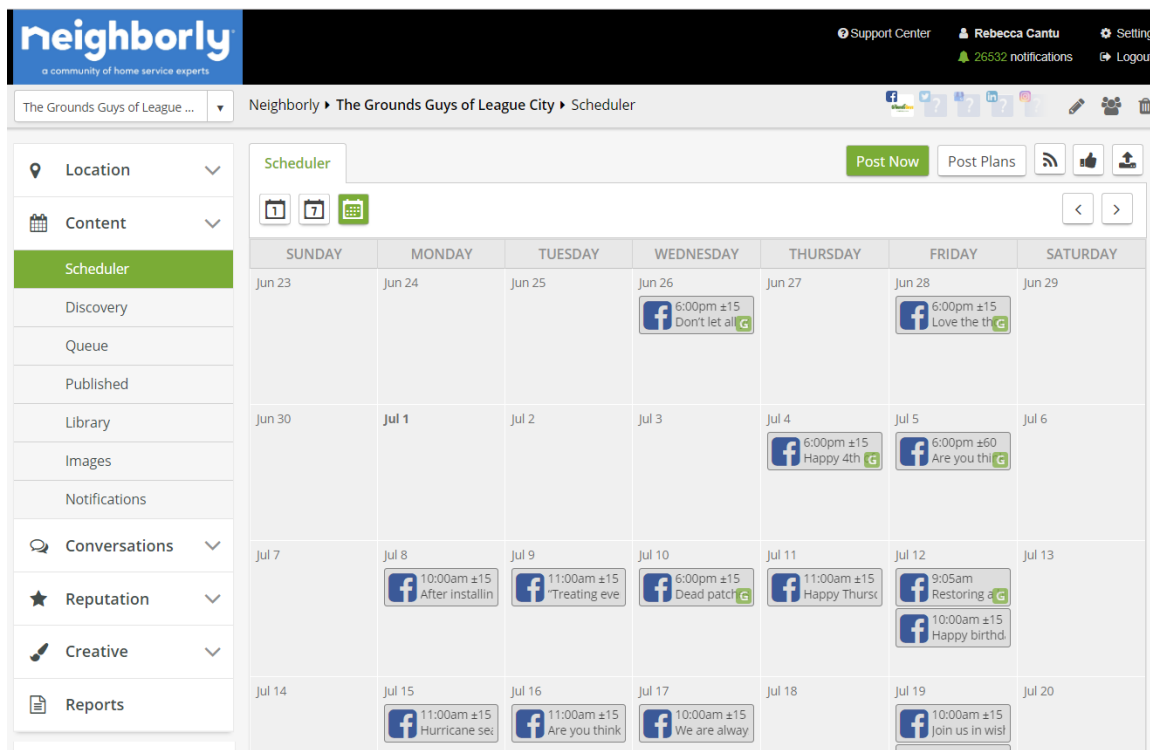 neighborly
a community of home service experts
Support Center
Rebecca Cantu
Setting
26532 notifications
Logout
The Grounds Guys of League ...
Neighborly ▸ The Grounds Guys of League City ▸ Scheduler
Location
Content
Scheduler
Discovery
Queue
Published
Library
Images
Notifications
Conversations
Reputation
Creative
Reports
Scheduler
Post Now
Post Plans
1
7
SUNDAY MONDAY TUESDAY WEDNESDAY THURSDAY FRIDAY SATURDAY
Jun 23
Jun 24
Jun 25
Jun 26
6:00pm ±15
Don't let all
G
Jun 27
Jun 28
6:00pm ±15
Love the th
G
Jun 29
Jun 30
Jul 1
Jul 2
Jul 3
Jul 4
6:00pm ±15
Happy 4th
G
Jul 5
6:00pm ±60
Are you thi
G
Jul 6
Jul 7
Jul 8
10:00am ±15
After installin
Jul 9
11:00am ±15
"Treating eve
Jul 10
6:00pm ±15
Dead patch
G
Jul 11
11:00am ±15
Happy Thurs
Jul 12
9:05am
Restoring a
G
10:00am ±15
Happy birthd
Jul 13
Jul 14
Jul 15
11:00am ±15
Hurricane sea
Jul 16
11:00am ±15
Are you think
Jul 17
10:00am ±15
We are alway
Jul 18
Jul 19
10:00am ±15
Join us in wish
Jul 20